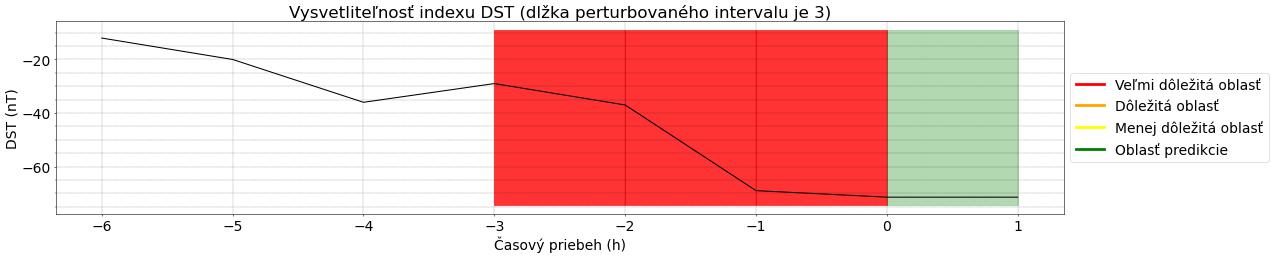 Vysvetliteľnosť indexu DST (dĺžka perturbovaného intervalu je 3)
DST (nT)
−20
−40
−60
−6 −5 −4 −3 −2 −1 0 1
Časový priebeh (h)
Veľmi dôležitá oblasť
Dôležitá oblasť
Menej dôležitá oblasť
Oblasť predikcie